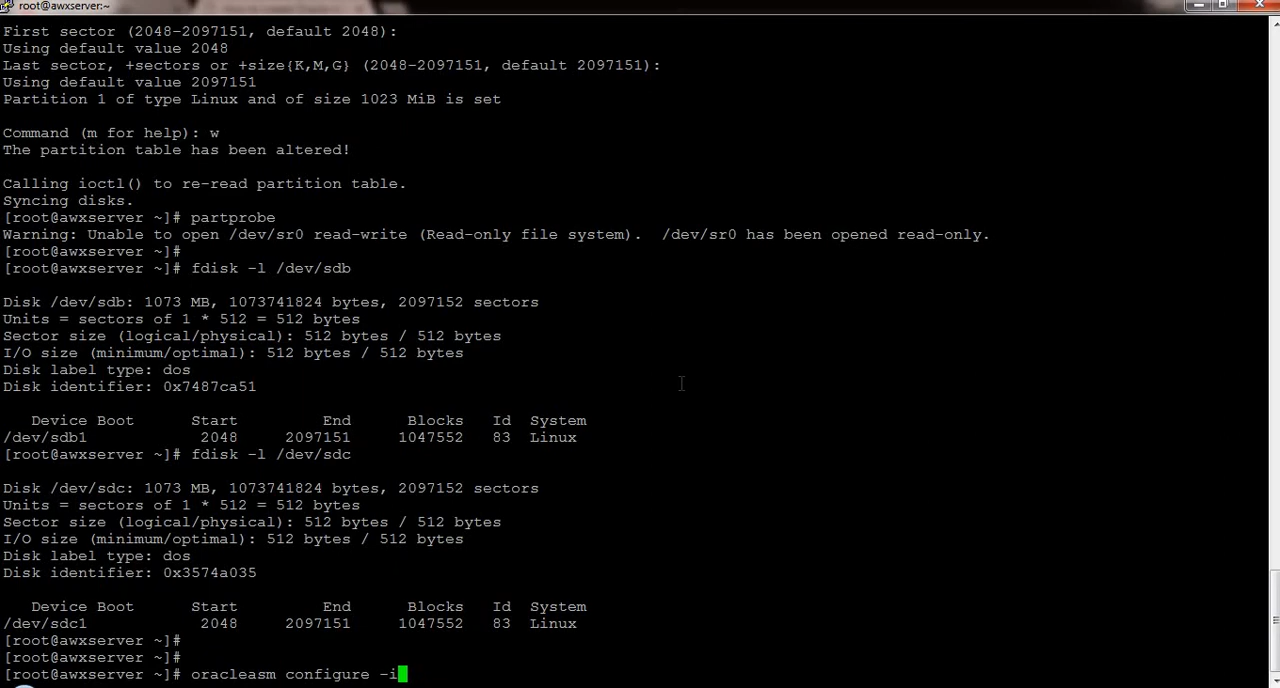 root@awxserver:~
First sector (2048-2097151, default 2048):
Using default value 2048
Last sector, +sectors or +size{K,M,G} (2048-2097151, default 2097151):
Using default value 2097151
Partition 1 of type Linux and of size 1023 MiB is set
Command (m for help): w
The partition table has been altered!
Calling ioctl() to re-read partition table.
Syncing disks.
[root@awxserver ~]# partprobe
Warning: Unable to open /dev/sr0 read-write (Read-only file system).  /dev/sr0 has been opened read-only.
[root@awxserver ~]#
[root@awxserver ~]# fdisk -l /dev/sdb
Disk /dev/sdb: 1073 MB, 1073741824 bytes, 2097152 sectors
Units = sectors of 1 * 512 = 512 bytes
Sector size (logical/physical): 512 bytes / 512 bytes
I/O size (minimum/optimal): 512 bytes / 512 bytes
Disk label type: dos
Disk identifier: 0x7487ca51
   Device Boot      Start         End      Blocks   Id  System
/dev/sdb1            2048     2097151     1047552   83  Linux
[root@awxserver ~]# fdisk -l /dev/sdc
Disk /dev/sdc: 1073 MB, 1073741824 bytes, 2097152 sectors
Units = sectors of 1 * 512 = 512 bytes
Sector size (logical/physical): 512 bytes / 512 bytes
I/O size (minimum/optimal): 512 bytes / 512 bytes
Disk label type: dos
Disk identifier: 0x3574a035
   Device Boot      Start         End      Blocks   Id  System
/dev/sdc1            2048     2097151     1047552   83  Linux
[root@awxserver ~]#
[root@awxserver ~]#
[root@awxserver ~]# oracleasm configure -i